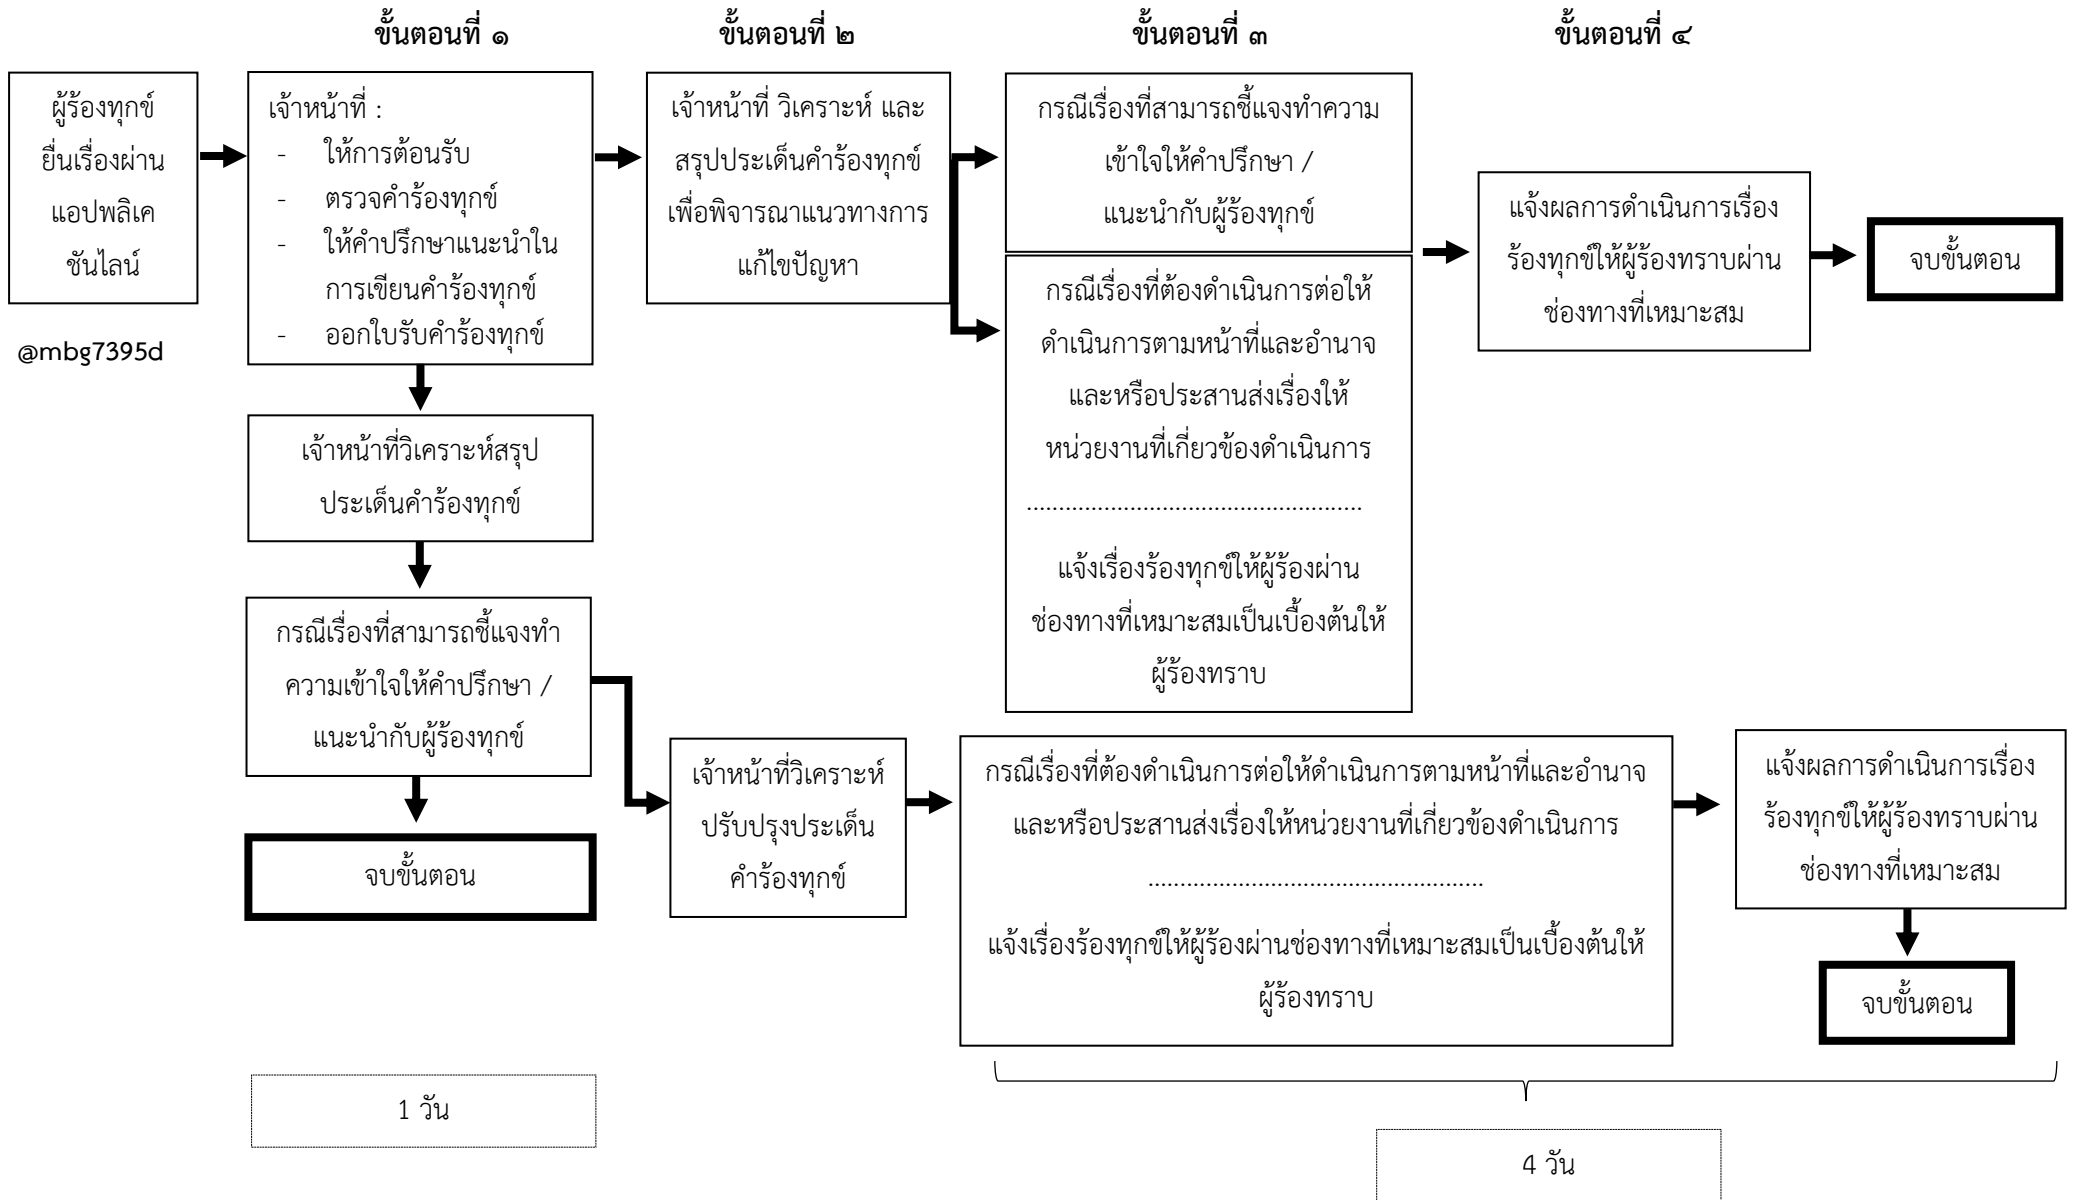 ขั้นตอนที่ ๑
ขั้นตอนที่ ๒
ขั้นตอนที่ ๓
ขั้นตอนที่ ๔
ผู้ร้องทุกข์
ยื่นเรื่องผ่าน
แอปพลิเค
ชันไลน์
@mbg7395d
เจ้าหน้าที่ :
- ให้การต้อนรับ
- ตรวจคำร้องทุกข์
- ให้คำปรึกษาแนะนำใน
การเขียนคำร้องทุกข์
- ออกใบรับคำร้องทุกข์
เจ้าหน้าที่ วิเคราะห์ และ
สรุปประเด็นคำร้องทุกข์
เพื่อพิจารณาแนวทางการ
แก้ไขปัญหา
กรณีเรื่องที่สามารถชี้แจงทำความ
เข้าใจให้คำปรึกษา /
แนะนำกับผู้ร้องทุกข์
กรณีเรื่องที่ต้องดำเนินการต่อให้
ดำเนินการตามหน้าที่และอำนาจ
และหรือประสานส่งเรื่องให้
หน่วยงานที่เกี่ยวข้องดำเนินการ
....................................................
แจ้งเรื่องร้องทุกข์ให้ผู้ร้องผ่าน
ช่องทางที่เหมาะสมเป็นเบื้องต้นให้
ผู้ร้องทราบ
แจ้งผลการดำเนินการเรื่อง
ร้องทุกข์ให้ผู้ร้องทราบผ่าน
ช่องทางที่เหมาะสม
จบขั้นตอน
เจ้าหน้าที่วิเคราะห์สรุป
ประเด็นคำร้องทุกข์
กรณีเรื่องที่สามารถชี้แจงทำ
ความเข้าใจให้คำปรึกษา /
แนะนำกับผู้ร้องทุกข์
จบขั้นตอน
เจ้าหน้าที่วิเคราะห์
ปรับปรุงประเด็น
คำร้องทุกข์
กรณีเรื่องที่ต้องดำเนินการต่อให้ดำเนินการตามหน้าที่และอำนาจ
และหรือประสานส่งเรื่องให้หน่วยงานที่เกี่ยวข้องดำเนินการ
....................................................
แจ้งเรื่องร้องทุกข์ให้ผู้ร้องผ่านช่องทางที่เหมาะสมเป็นเบื้องต้นให้
ผู้ร้องทราบ
แจ้งผลการดำเนินการเรื่อง
ร้องทุกข์ให้ผู้ร้องทราบผ่าน
ช่องทางที่เหมาะสม
จบขั้นตอน
1 วัน
4 วัน